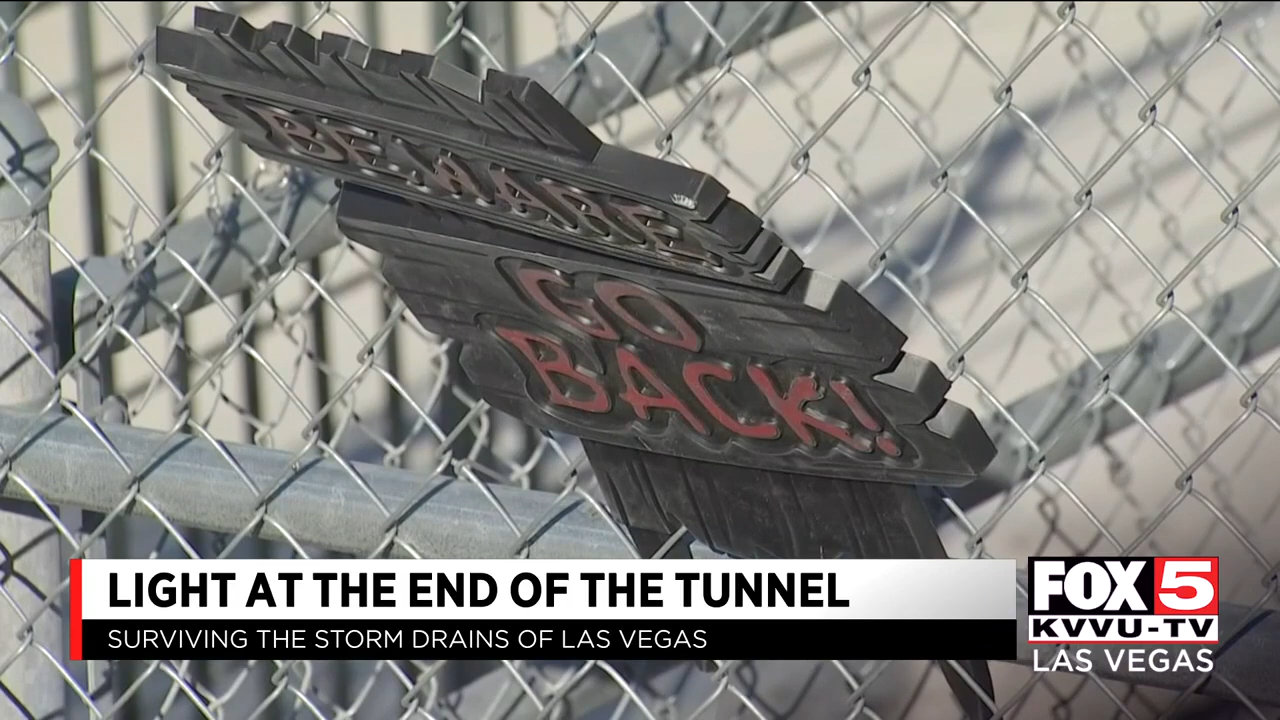 BEWARE
GO
BACK!
LIGHT AT THE END OF THE TUNNEL
SURVIVING THE STORM DRAINS OF LAS VEGAS
FOX 5
KVVU-TV
LAS VEGAS